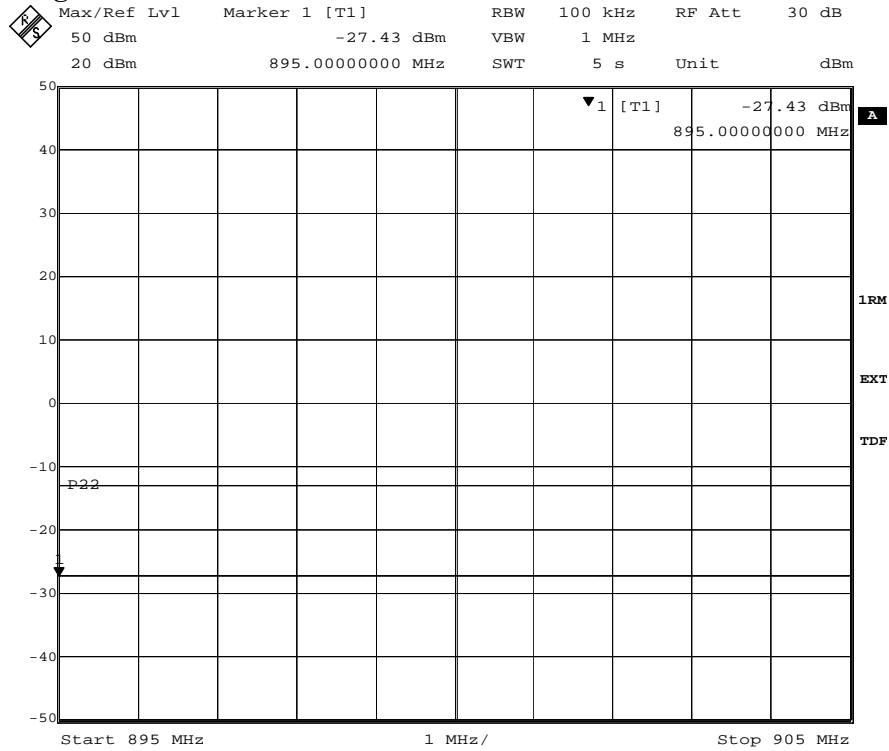 R S
Max/Ref Lvl Marker 1 [T1] RBW 100 kHz RF Att 30 dB
50 dBm -27.43 dBm VBW 1 MHz
20 dBm 895.00000000 MHz SWT 5 s Unit dBm
50
1 [T1] -27.43 dBm
A
895.00000000 MHz
40
30
20
1RM
10
EXT
0
TDF
-10
P22
-20
1
-30
-40
-50
Start 895 MHz 1 MHz/ Stop 905 MHz